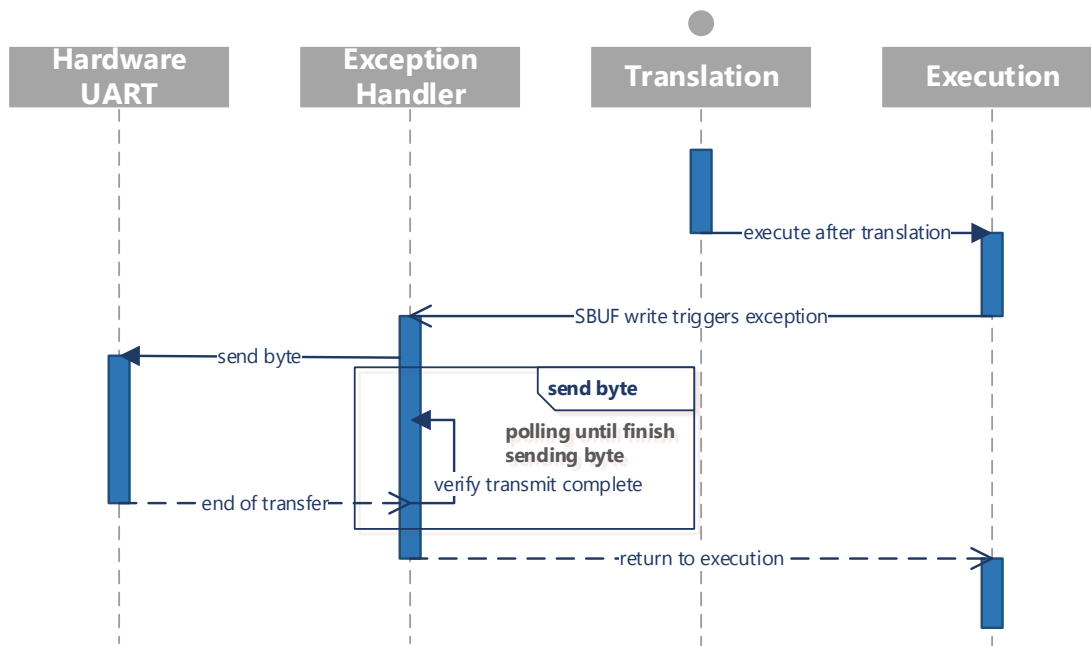 Hardware
UART
Exception
Handler
Translation
Execution
execute after translation
SBUF write triggers exception
send byte
send byte
polling until finish
sending byte
verify transmit complete
end of transfer
return to execution